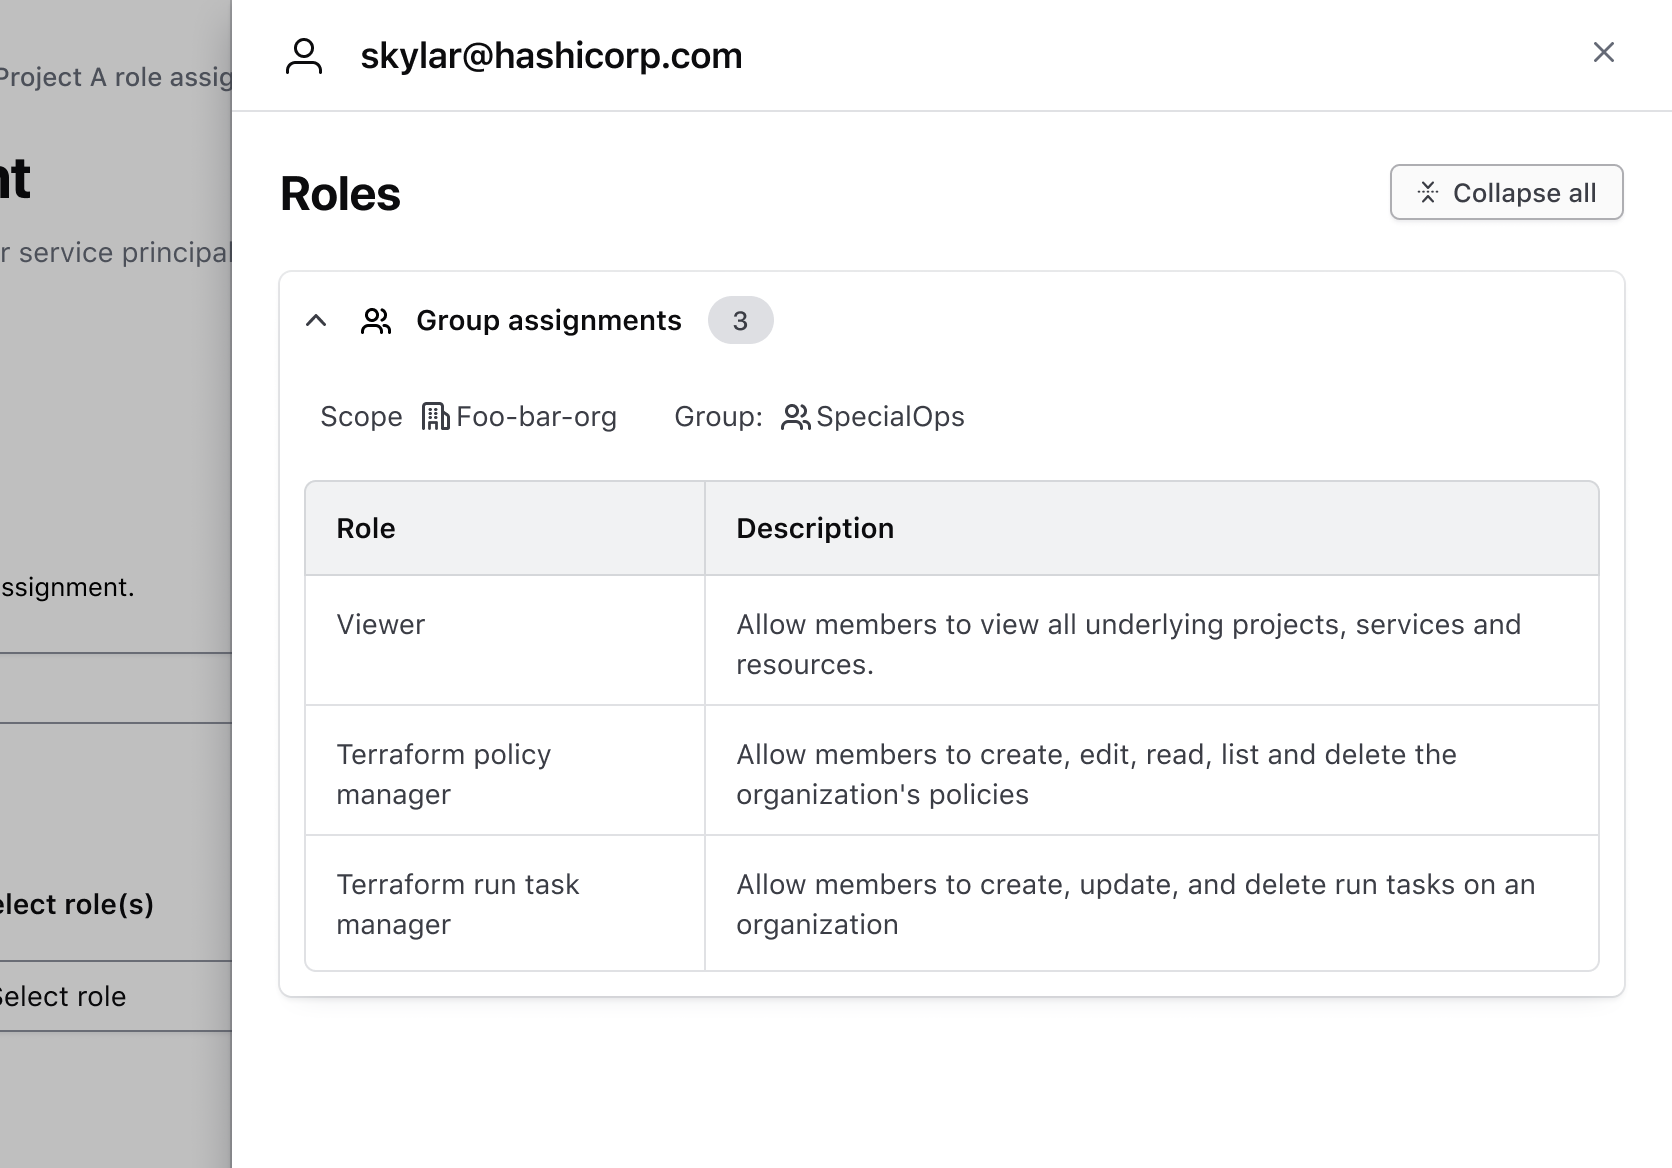 Project A role assig
nt
r service principal
ssignment.
elect role(s)
Select role
skylar@hashicorp.com
Roles
Collapse all
Group assignments 3
Scope Foo-bar-org Group: SpecialOps
Role Description
Viewer
Allow members to view all underlying projects, services and
resources.
Terraform policy
manager
Allow members to create, edit, read, list and delete the
organization's policies
Terraform run task
manager
Allow members to create, update, and delete run tasks on an
organization